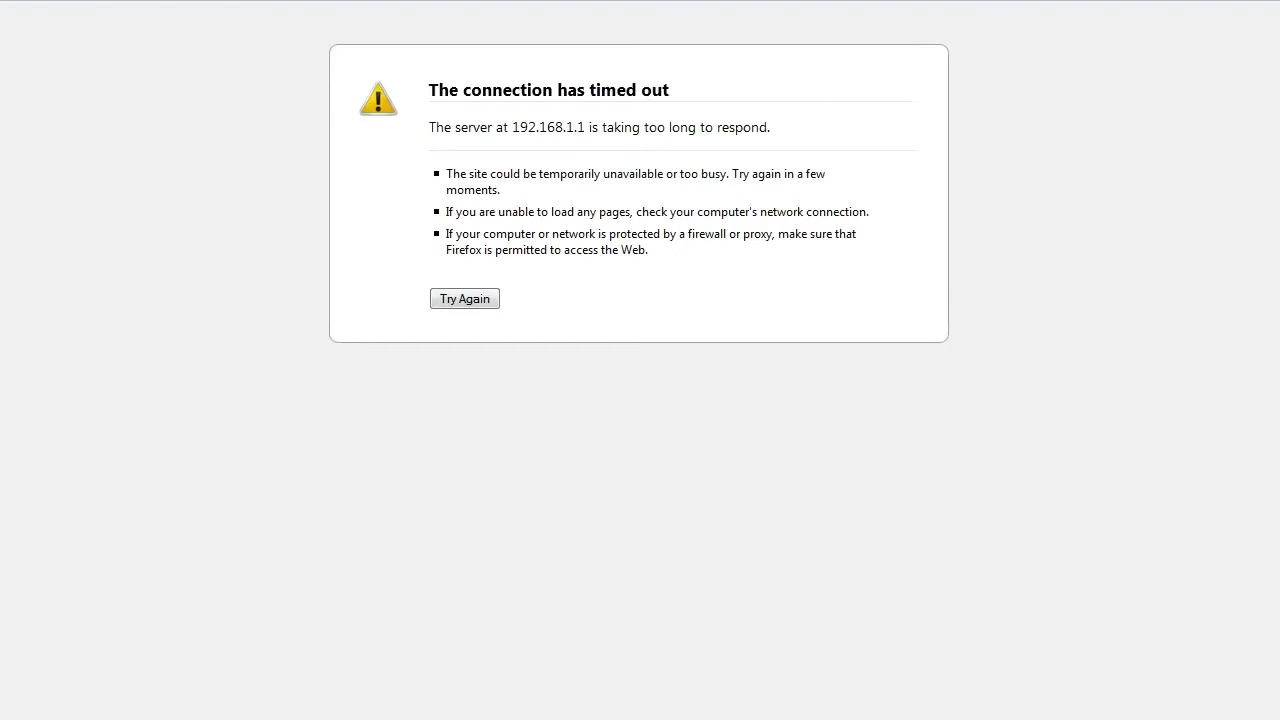 The connection has timed out
The server at 192.168.1.1 is taking too long to respond.
The site could be temporarily unavailable or too busy. Try again in a few
moments.
If you are unable to load any pages, check your computer's network connection.
If your computer or network is protected by a firewall or proxy, make sure that
Firefox is permitted to access the Web.
Try Again